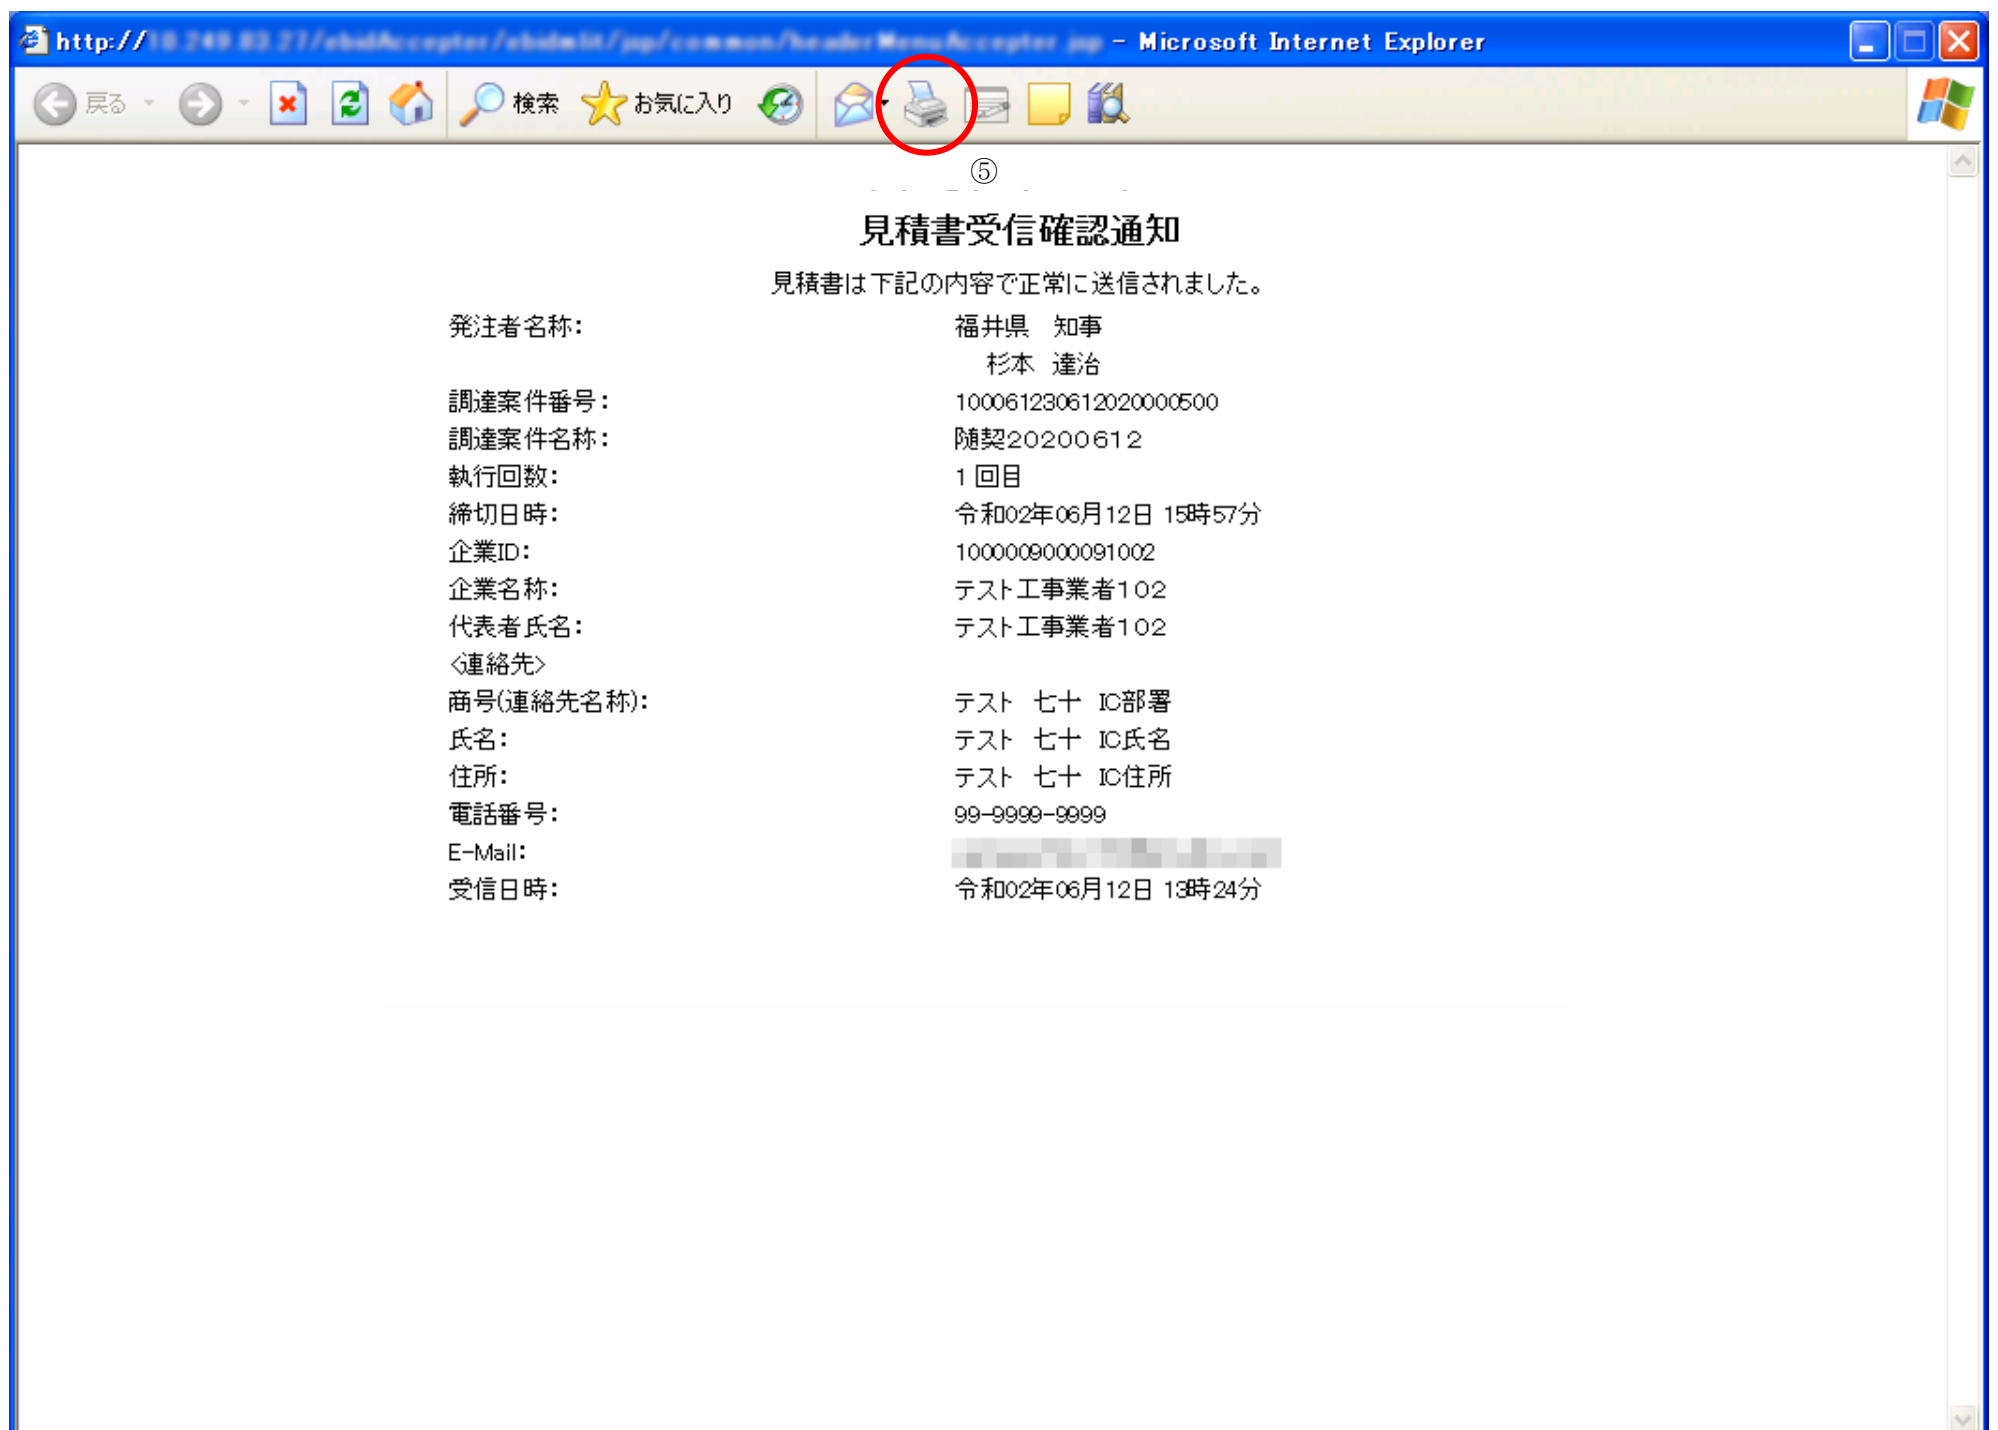 http:// - Microsoft Internet Explorer
戻る 検索 お気に入り
⑤
見積書受信確認通知
見積書は下記の内容で正常に送信されました。
発注者名称: 福井県 知事
杉本 達治
調達案件番号: 100061230612020000500
調達案件名称: 随契20200612
執行回数: 1回目
締切日時: 令和02年06月12日 15時57分
企業ID: 1000009000091002
企業名称: テスト工事業者102
代表者氏名: テスト工事業者102
<連絡先>
商号(連絡先名称): テスト 七十 IC部署
氏名: テスト 七十 IC氏名
住所: テスト 七十 IC住所
電話番号: 99-9999-9999
E-Mail:
受信日時: 令和02年06月12日 13時24分